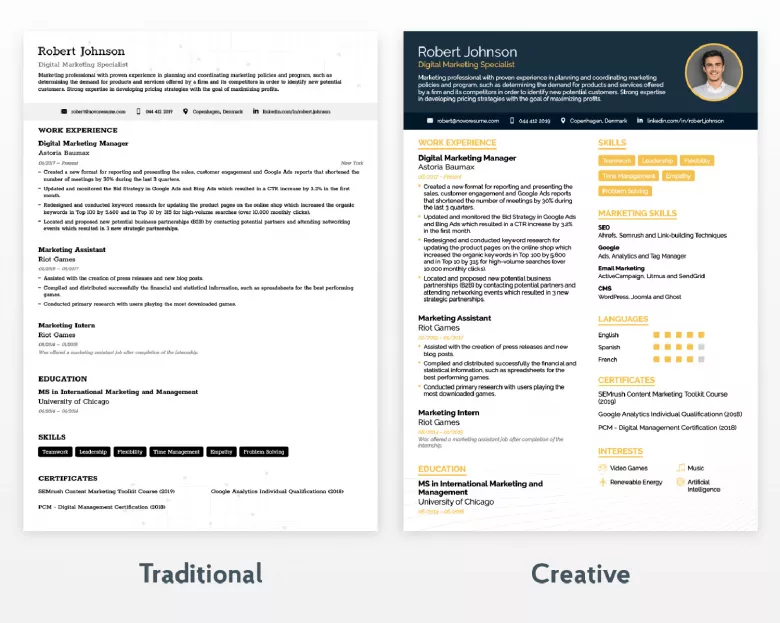 Robert Johnson
Digital Marketing Specialist
Marketing professional with proven experience in planning and coordinating marketing policies and program, such as
determining the demand for products and services offered by a firm and its competitors in order to identify new potential
customers. Strong expertise in developing pricing strategies with the goal of maximizing profits.
robert@novoresume.com
044 412 2019
Copenhagen, Denmark
linkedin.com/in/robert.johnson
WORK EXPERIENCE
Digital Marketing Manager
Astoria Baumax
06/2017 – Present
New York
Created a new format for reporting and presenting the sales, customer engagement and Google Ads reports that shortened the
number of meetings by 30% during the last 3 quarters.
Updated and monitored the Bid Strategy in Google Ads and Bing Ads which resulted in a CTR increase by 3.2% in the first
month.
Redesigned and conducted keyword research for updating the product pages on the online shop which increased the organic
keywords in Top 100 by 5.600 and in Top 10 by 315 for high-volume searches (over 10.000 monthly clicks).
Located and proposed new potential business partnerships (B2B) by contacting potential partners and attending networking
events which resulted in 3 new strategic partnerships.
Marketing Assistant
Riot Games
Assisted with the creation of press releases and new blog posts.
Compiled and distributed successfully the financial and statistical information, such as spreadsheets for the best performing
games.
Conducted primary research with users playing the most downloaded games.
Marketing Intern
Riot Games
Was offered a marketing assistant job after completion of the internship.
EDUCATION
MS in International Marketing and Management
University of Chicago
SKILLS
Teamwork
Leadership
Flexibility
Time Management
Empathy
Problem Solving
CERTIFICATES
SEMrush Content Marketing Toolkit Course (2019)
Google Analytics Individual Qualifications (2018)
PCM - Digital Management Certification (2018)
Traditional
Robert Johnson
Digital Marketing Specialist
Marketing professional with proven experience in planning and coordinating marketing
policies and program, such as determining the demand for products and services offered
by a firm and its competitors in order to identify new potential customers. Strong expertise
in developing pricing strategies with the goal of maximizing profits.
robert@novoresume.com
044 412 2019
Copenhagen, Denmark
linkedin.com/in/robert.johnson
WORK EXPERIENCE
Digital Marketing Manager
Astoria Baumax
06/2017 - Present
Created a new format for reporting and presenting the
sales, customer engagement and Google Ads reports
that shortened the number of meetings by 30% during
the last 3 quarters.
Updated and monitored the Bid Strategy in Google Ads
and Bing Ads which resulted in a CTR increase by 3.2%
in the first month.
Redesigned and conducted keyword research for
updating the product pages on the online shop which
increased the organic keywords in Top 100 by 5.600
and in Top 10 by 315 for high-volume searches (over
10.000 monthly clicks).
Located and proposed new potential business
partnerships (B2B) by contacting potential partners and
attending networking events which resulted in 3 new
strategic partnerships.
Marketing Assistant
Riot Games
Assisted with the creation of press releases and new
blog posts.
Compiled and distributed successfully the financial and
statistical information, such as spreadsheets for the
best performing games.
Conducted primary research with users playing the
most downloaded games.
Marketing Intern
Riot Games
Was offered a marketing assistant job after completion of the
internship.
EDUCATION
MS in International Marketing and
Management
University of Chicago
SKILLS
Teamwork
Leadership
Flexibility
Time Management
Empathy
Problem Solving
MARKETING SKILLS
SEO
Ahrefs, Semrush and Link-building Techniques
Google
Ads, Analytics and Tag Manager
Email Marketing
ActiveCampaign, Litmus and SendGrid
CMS
WordPress, Joomla and Ghost
LANGUAGES
English
Spanish
French
CERTIFICATES
SEMrush Content Marketing Toolkit Course
(2019)
Google Analytics Individual Qualificationn (2018)
PCM - Digital Management Certification (2018)
INTERESTS
Video Games
Music
Renewable Energy
Artificial
Intelligence
Creative